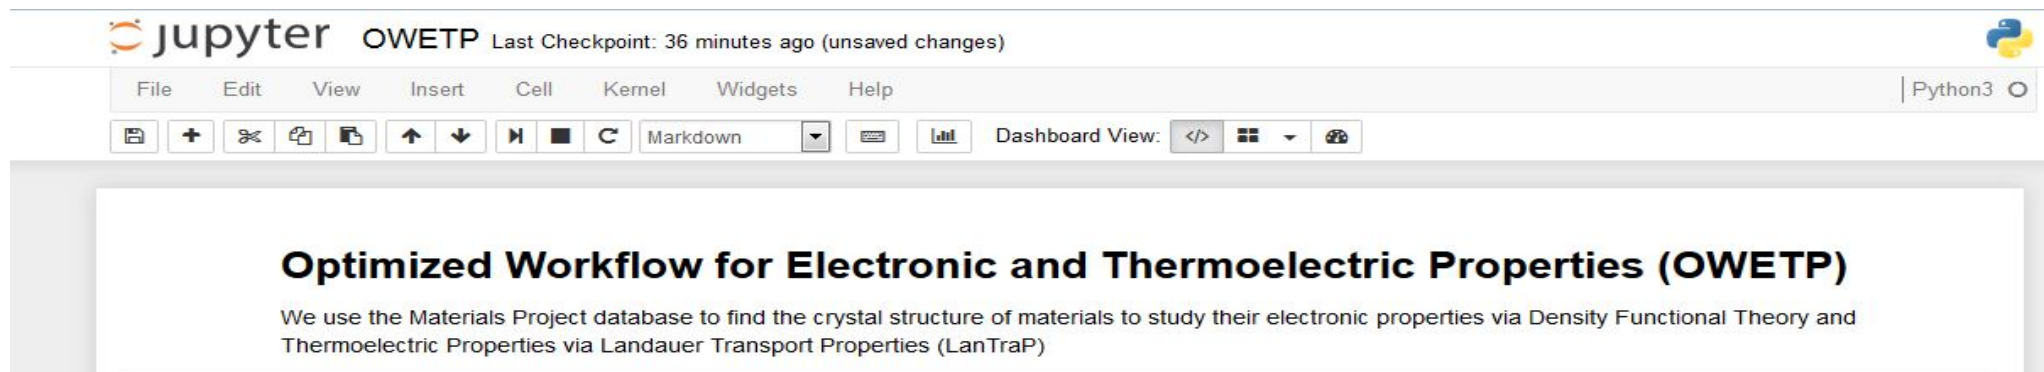 jupyter OWETP Last Checkpoint: 36 minutes ago (unsaved changes)
File Edit View Insert Cell Kernel Widgets Help Python3
Markdown Dashboard View: </>
Optimized Workflow for Electronic and Thermoelectric Properties (OWETP)
We use the Materials Project database to find the crystal structure of materials to study their electronic properties via Density Functional Theory and
Thermoelectric Properties via Landauer Transport Properties (LanTraP)